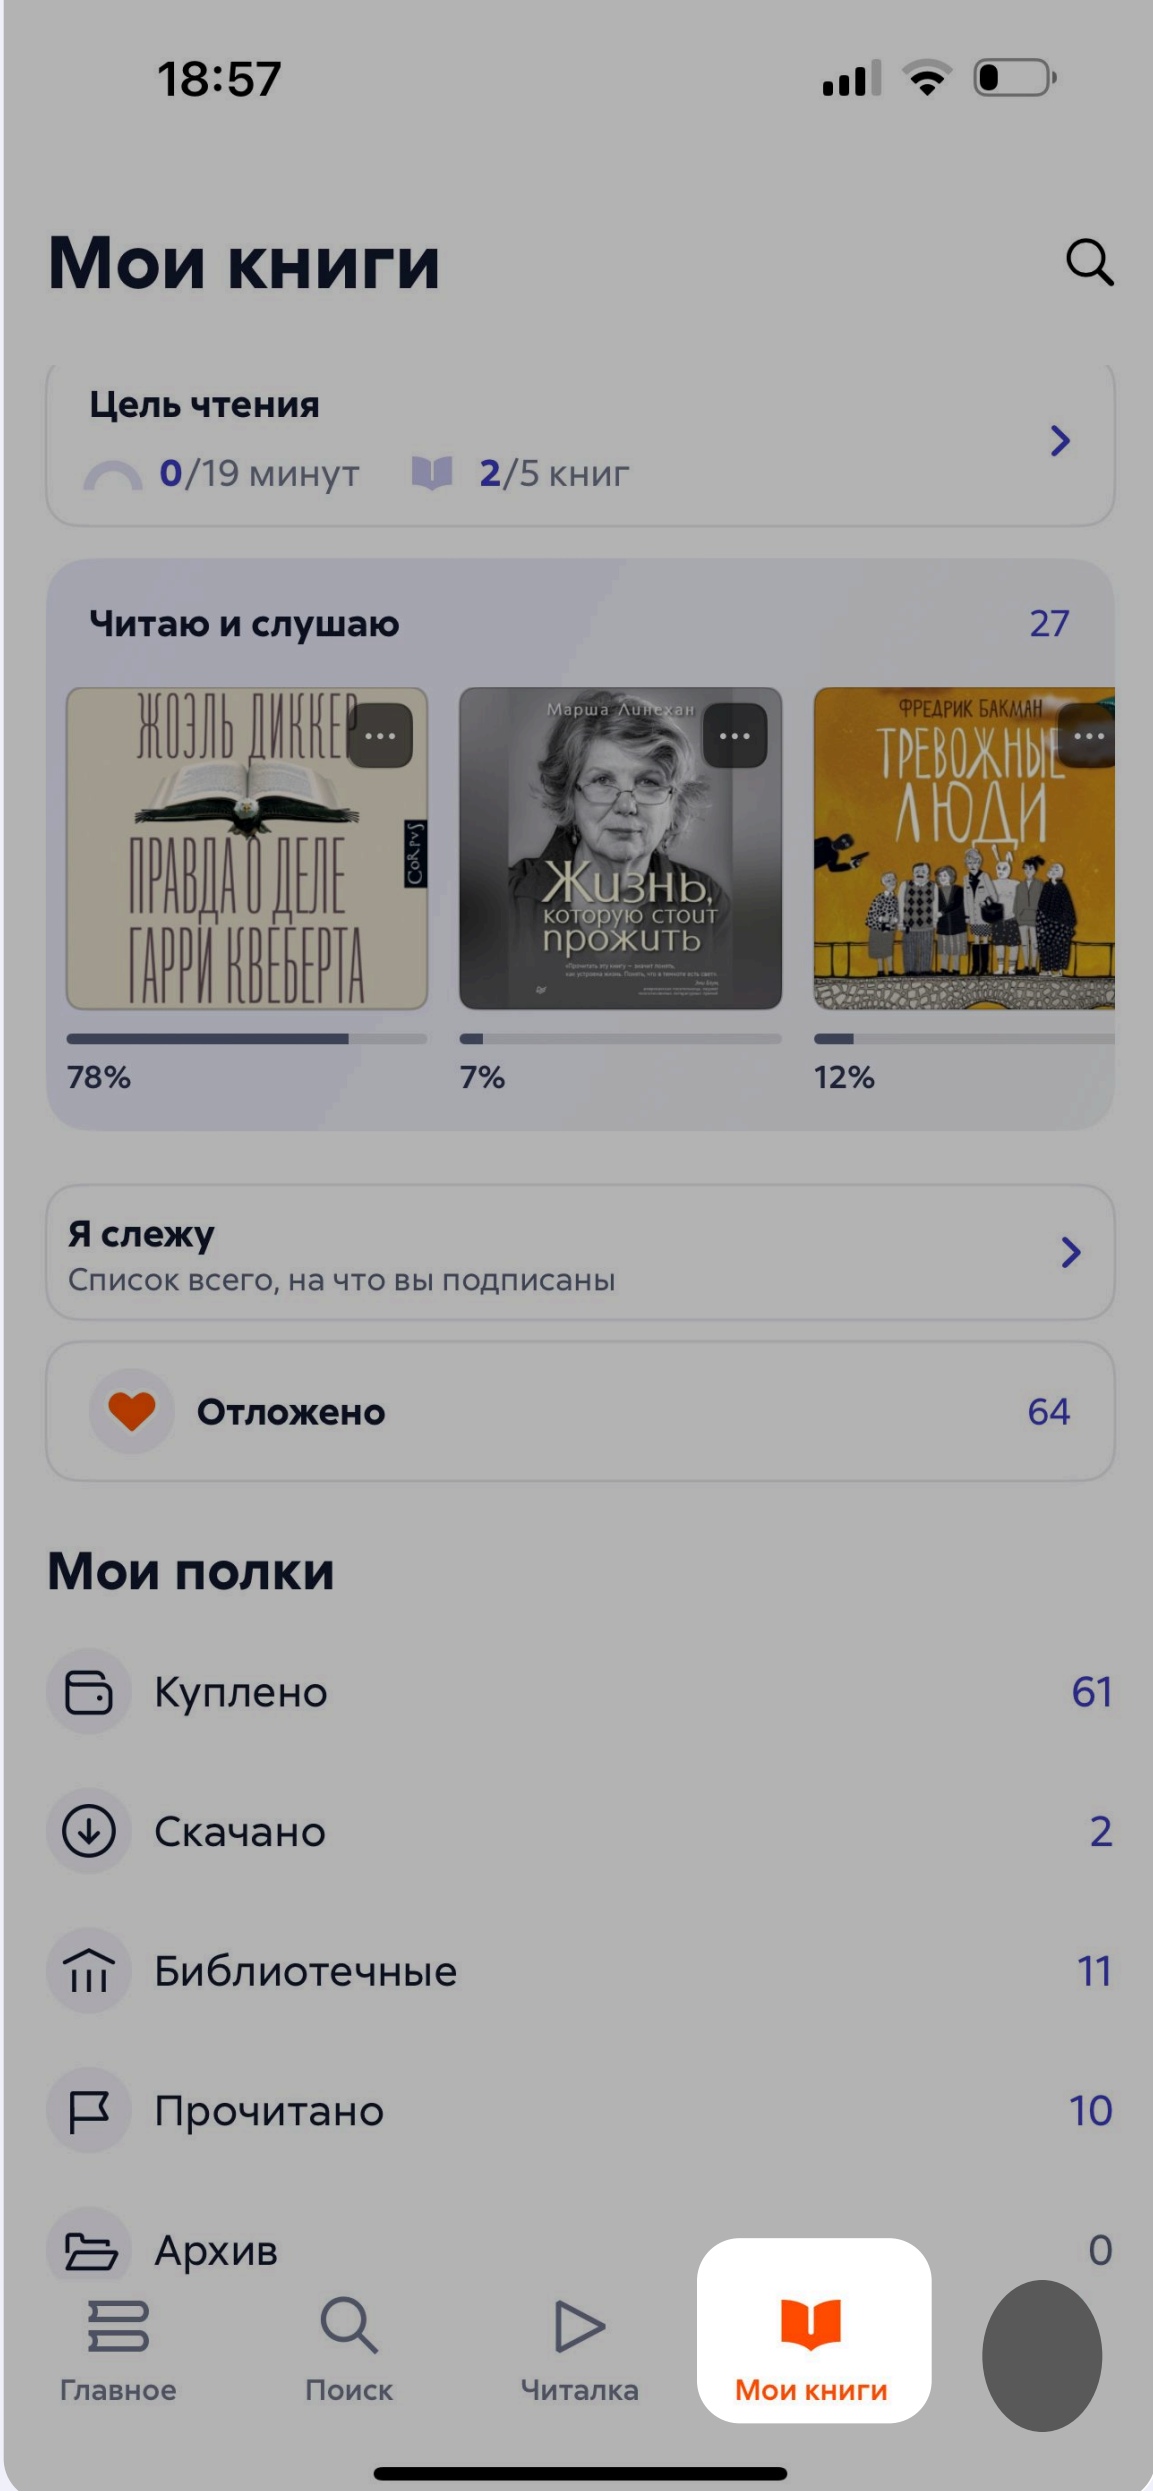 18:57
Мои книги
Цель чтения
0/19 минут 2/5 книг
Читаю и слушаю 27
ЖОЭЛЬ ДИККЕР
ПРАВДА О ДЕЛЕ
ГАРРИ КВЕБЕРТА
CORPVS
Марша Линехан
Жизнь,
которую стоит
прожить
ФРЕДРИК БАКМАН
ТРЕВОЖНЫЕ
ЛЮДИ
78% 7% 12%
Я слежу
Список всего, на что вы подписаны
Отложено 64
Мои полки
Куплено 61
Скачано 2
Библиотечные 11
Прочитано 10
Архив 0
Главное Поиск Читалка Мои книги